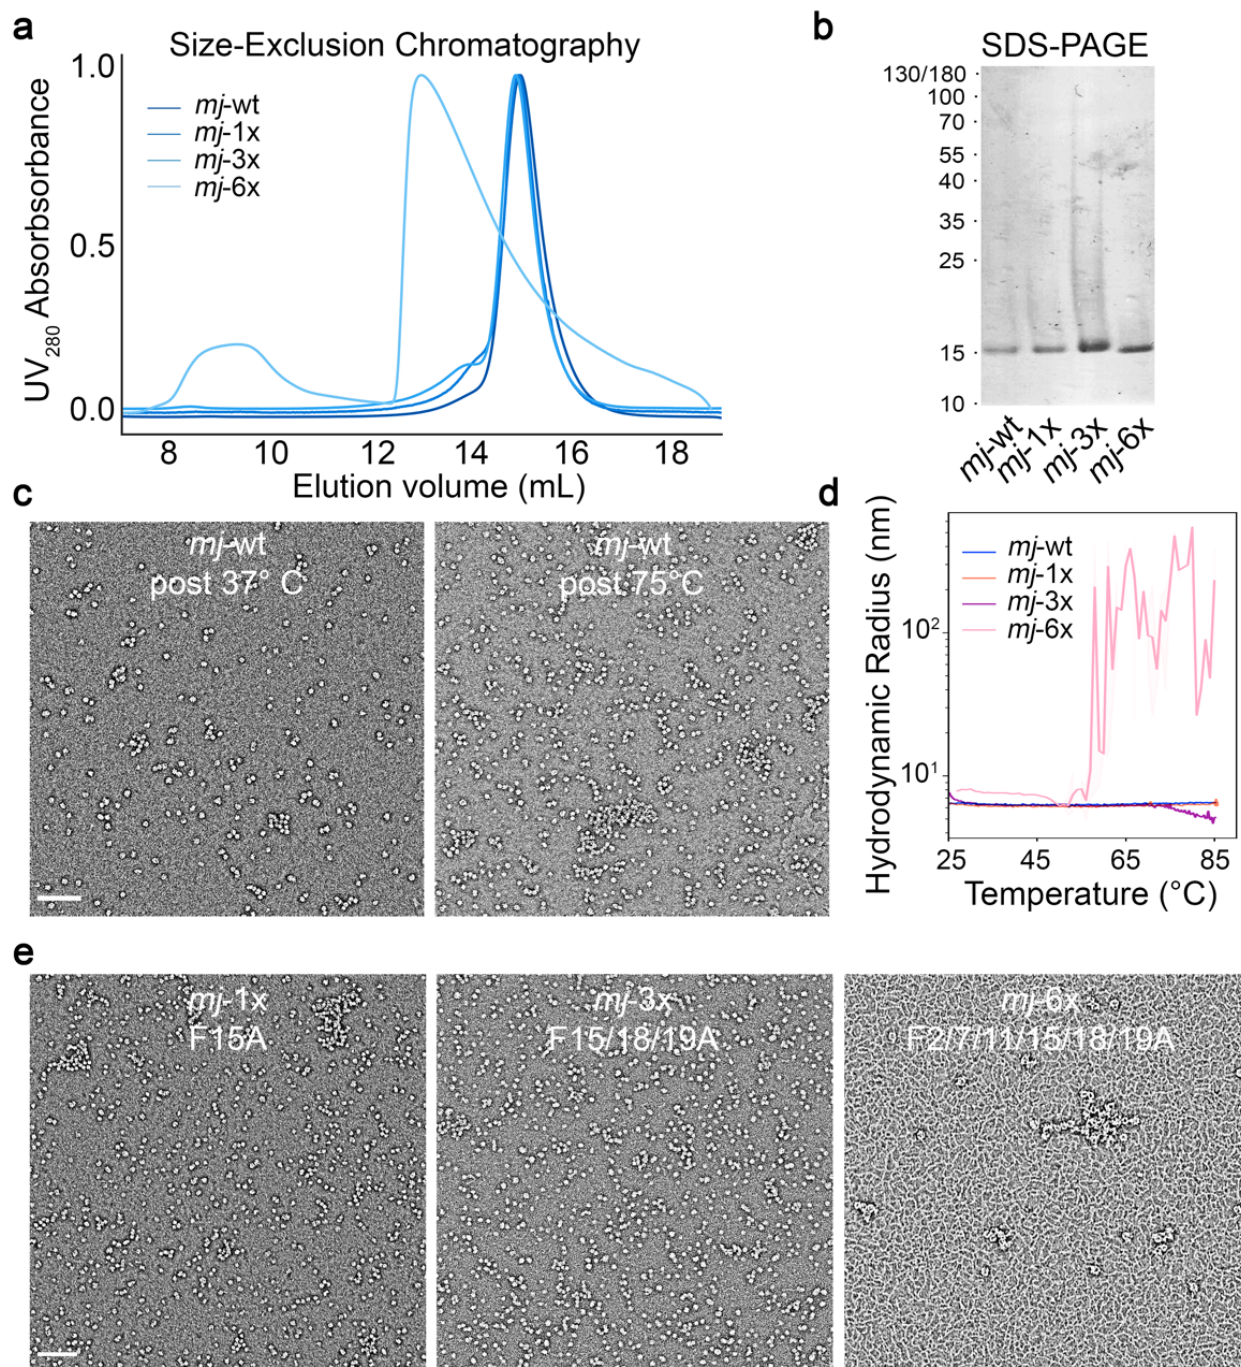 a
Size-Exclusion Chromatography
UV280 Absorbsorbance
1.0
0.5
0.0
mj-wt
mj-1x
mj-3x
mj-6x
8 10 12 14 16 18
Elution volume (mL)
b
SDS-PAGE
130/180
100
70
55
40
35
25
15
10
mj-wt
mj-1x
mj-3x
mj-6x
c
mj-wt
post 37° C
mj-wt
post 75°C
d
Hydrodynamic Radius (nm)
10²
10¹
mj-wt
mj-1x
mj-3x
mj-6x
25 45 65 85
Temperature (°C)
e
mj-1x
F15A
mj-3x
F15/18/19A
mj-6x
F2/7/11/15/18/19A